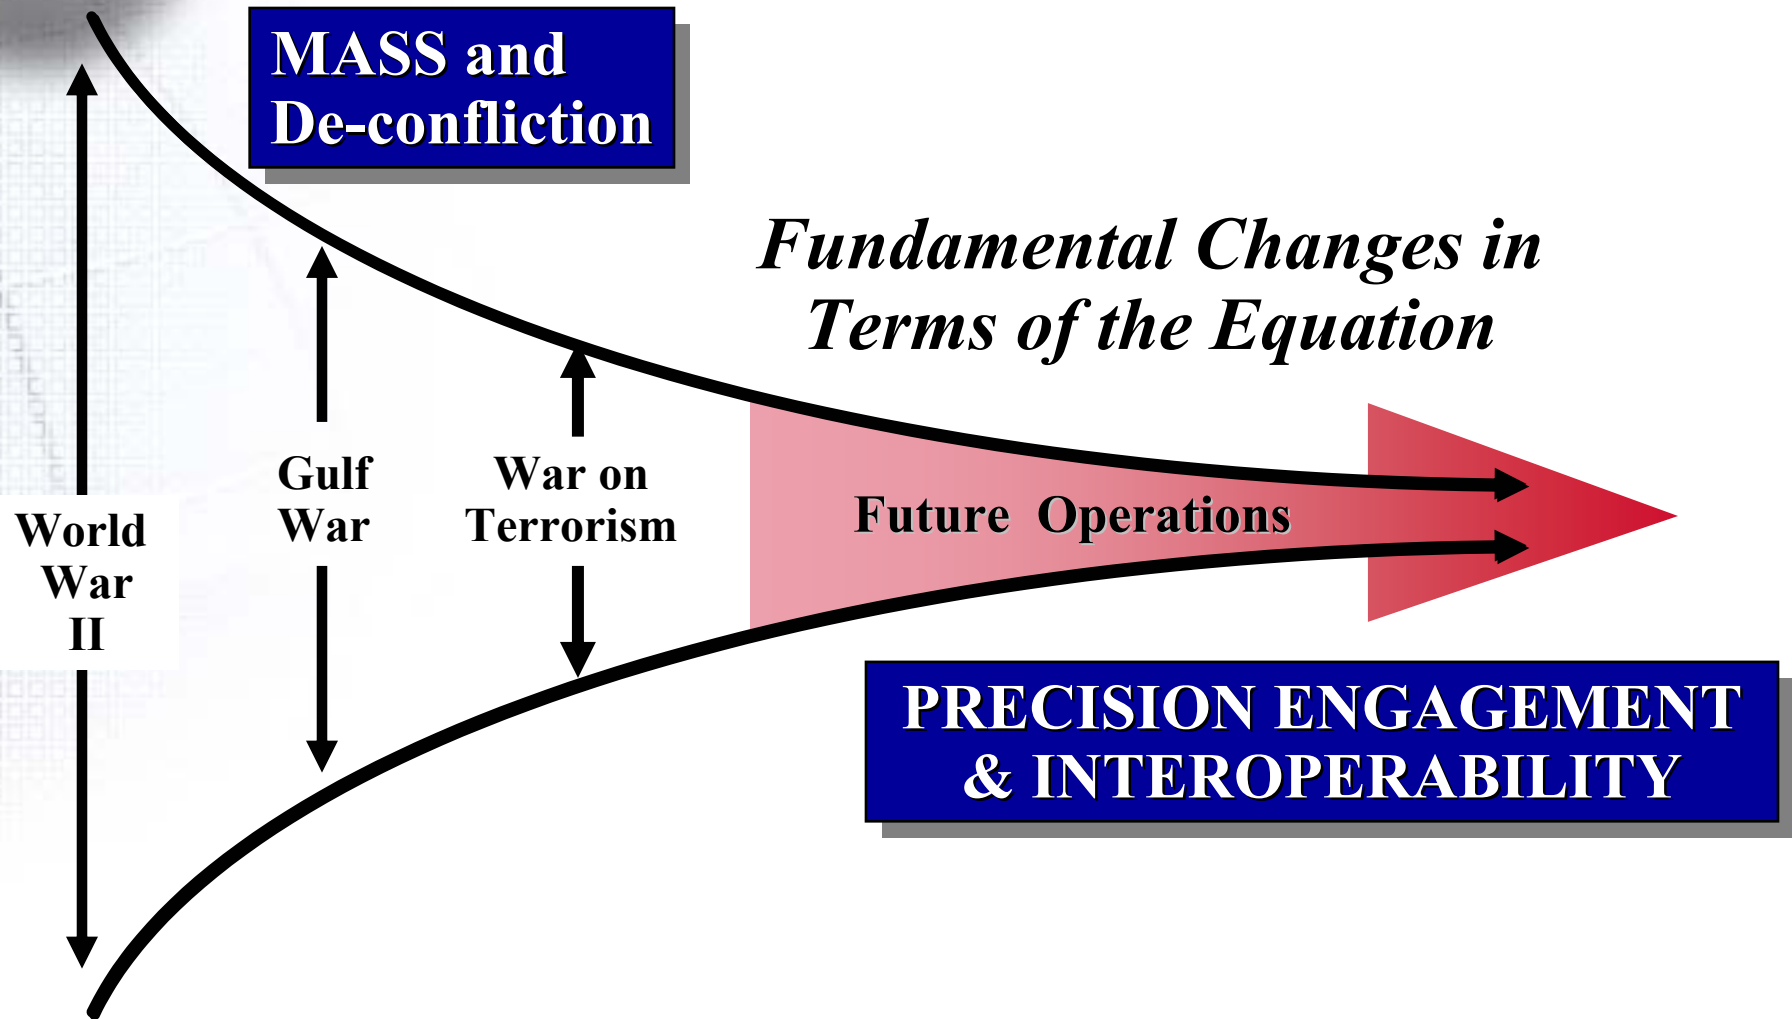 MASS and
De-confliction
Fundamental Changes in
Terms of the Equation
World
War
II
Gulf
War
War on
Terrorism
Future Operations
PRECISION ENGAGEMENT
& INTEROPERABILITY